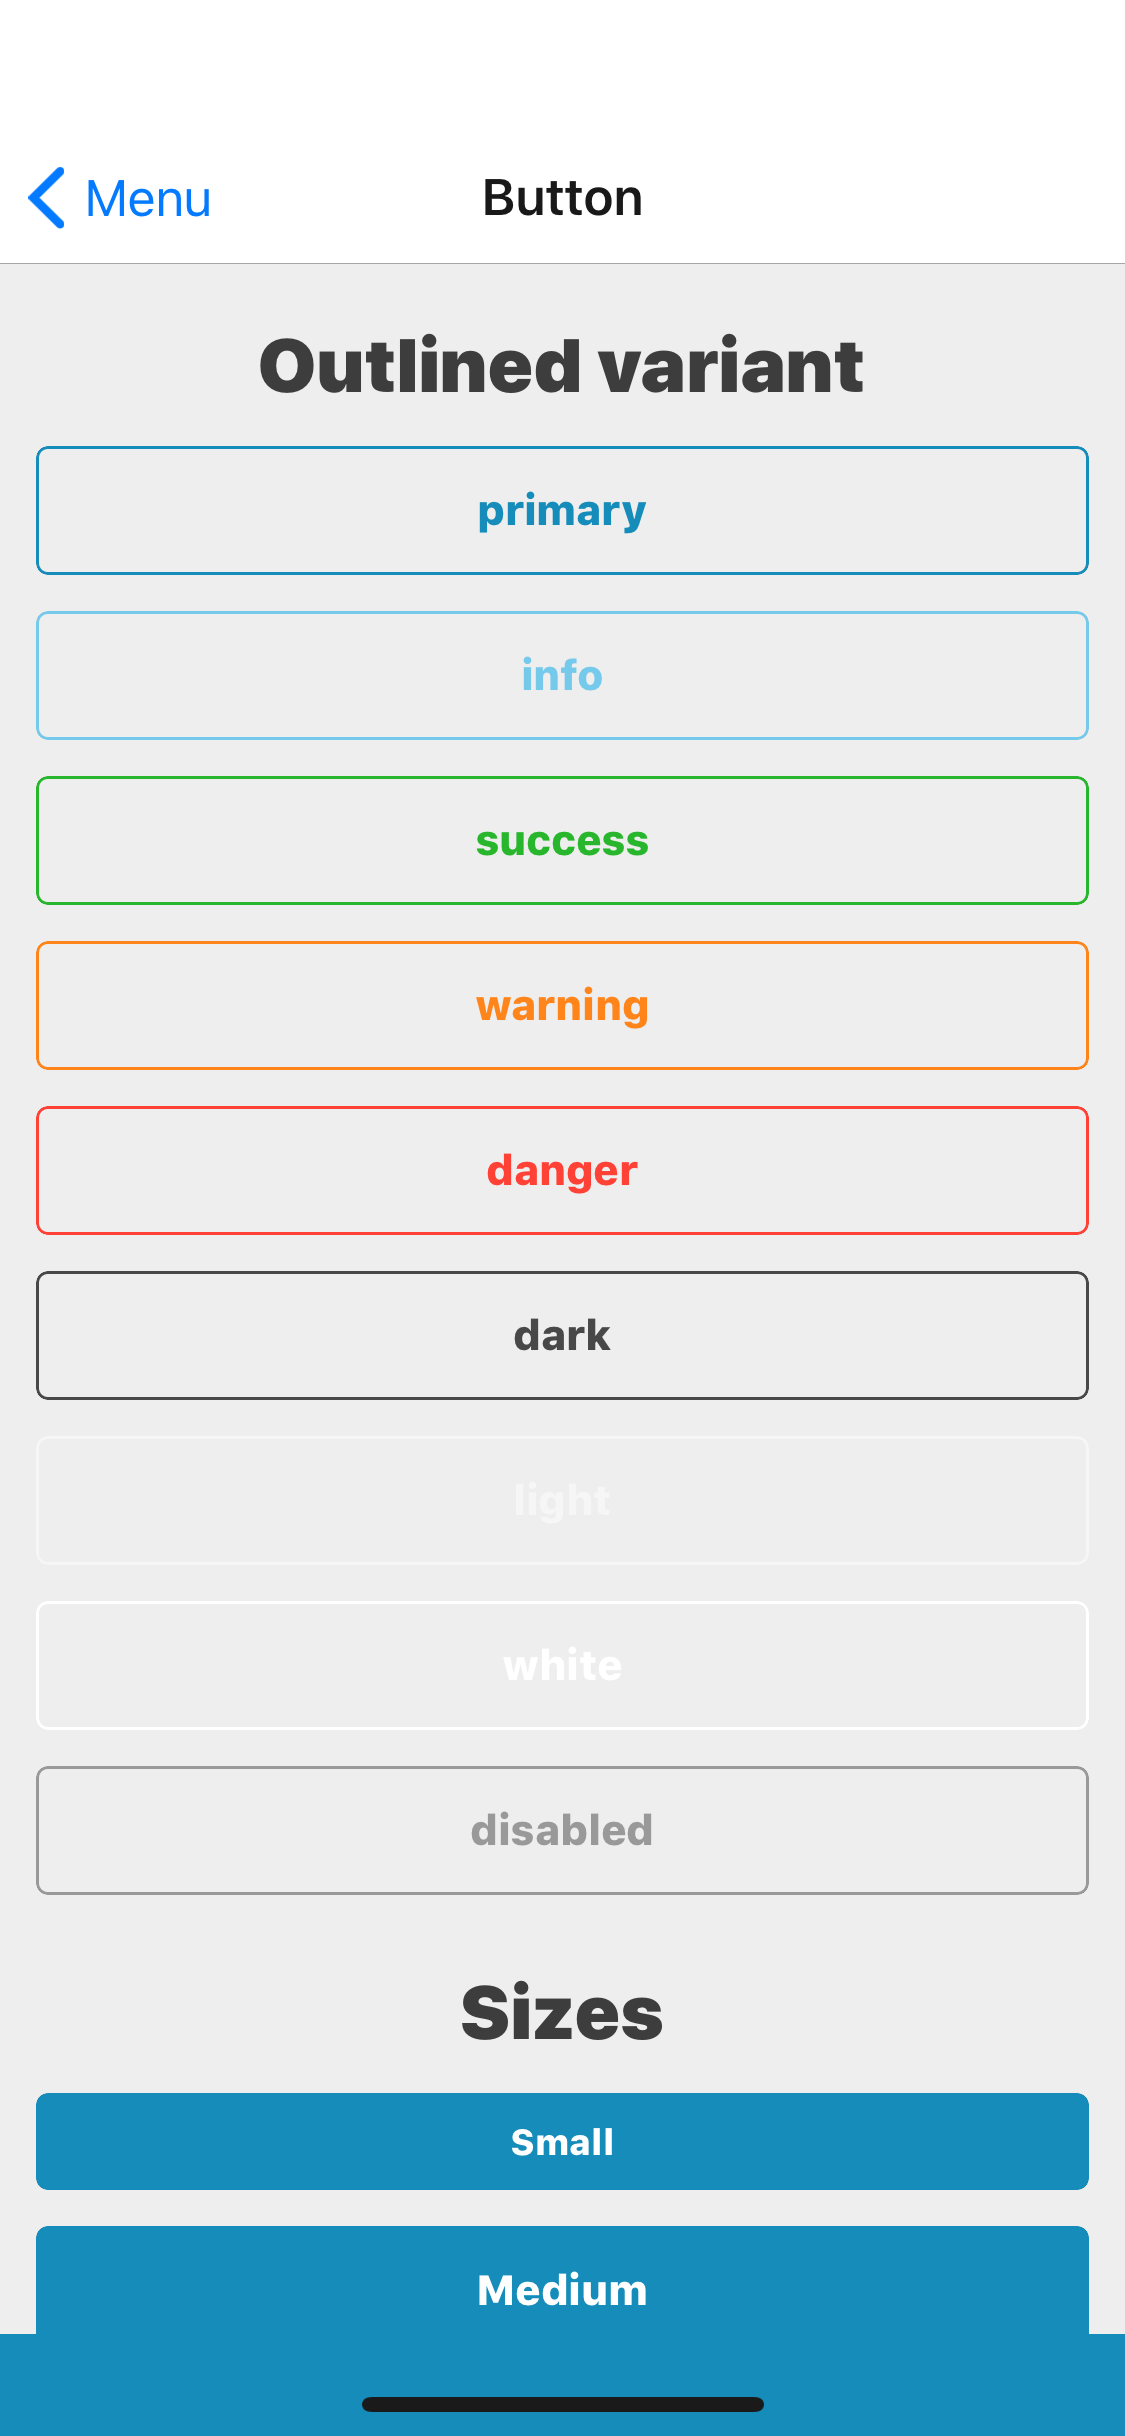 Menu
Button
Outlined variant
primary
info
success
warning
danger
dark
light
white
disabled
Sizes
Small
Medium